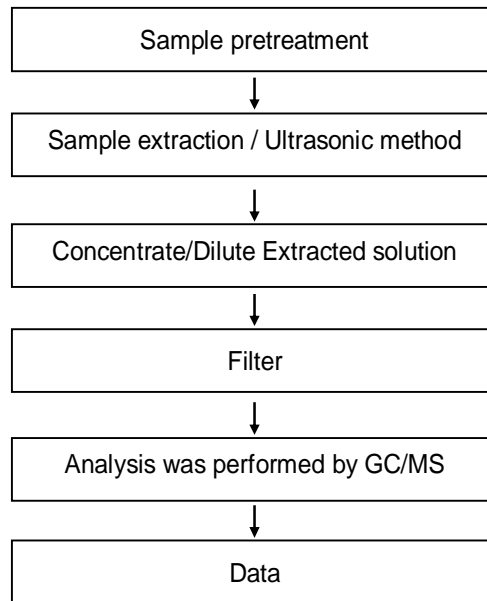 Sample pretreatment
Sample extraction / Ultrasonic method
Concentrate/Dilute Extracted solution
Filter
Analysis was performed by GC/MS
Data